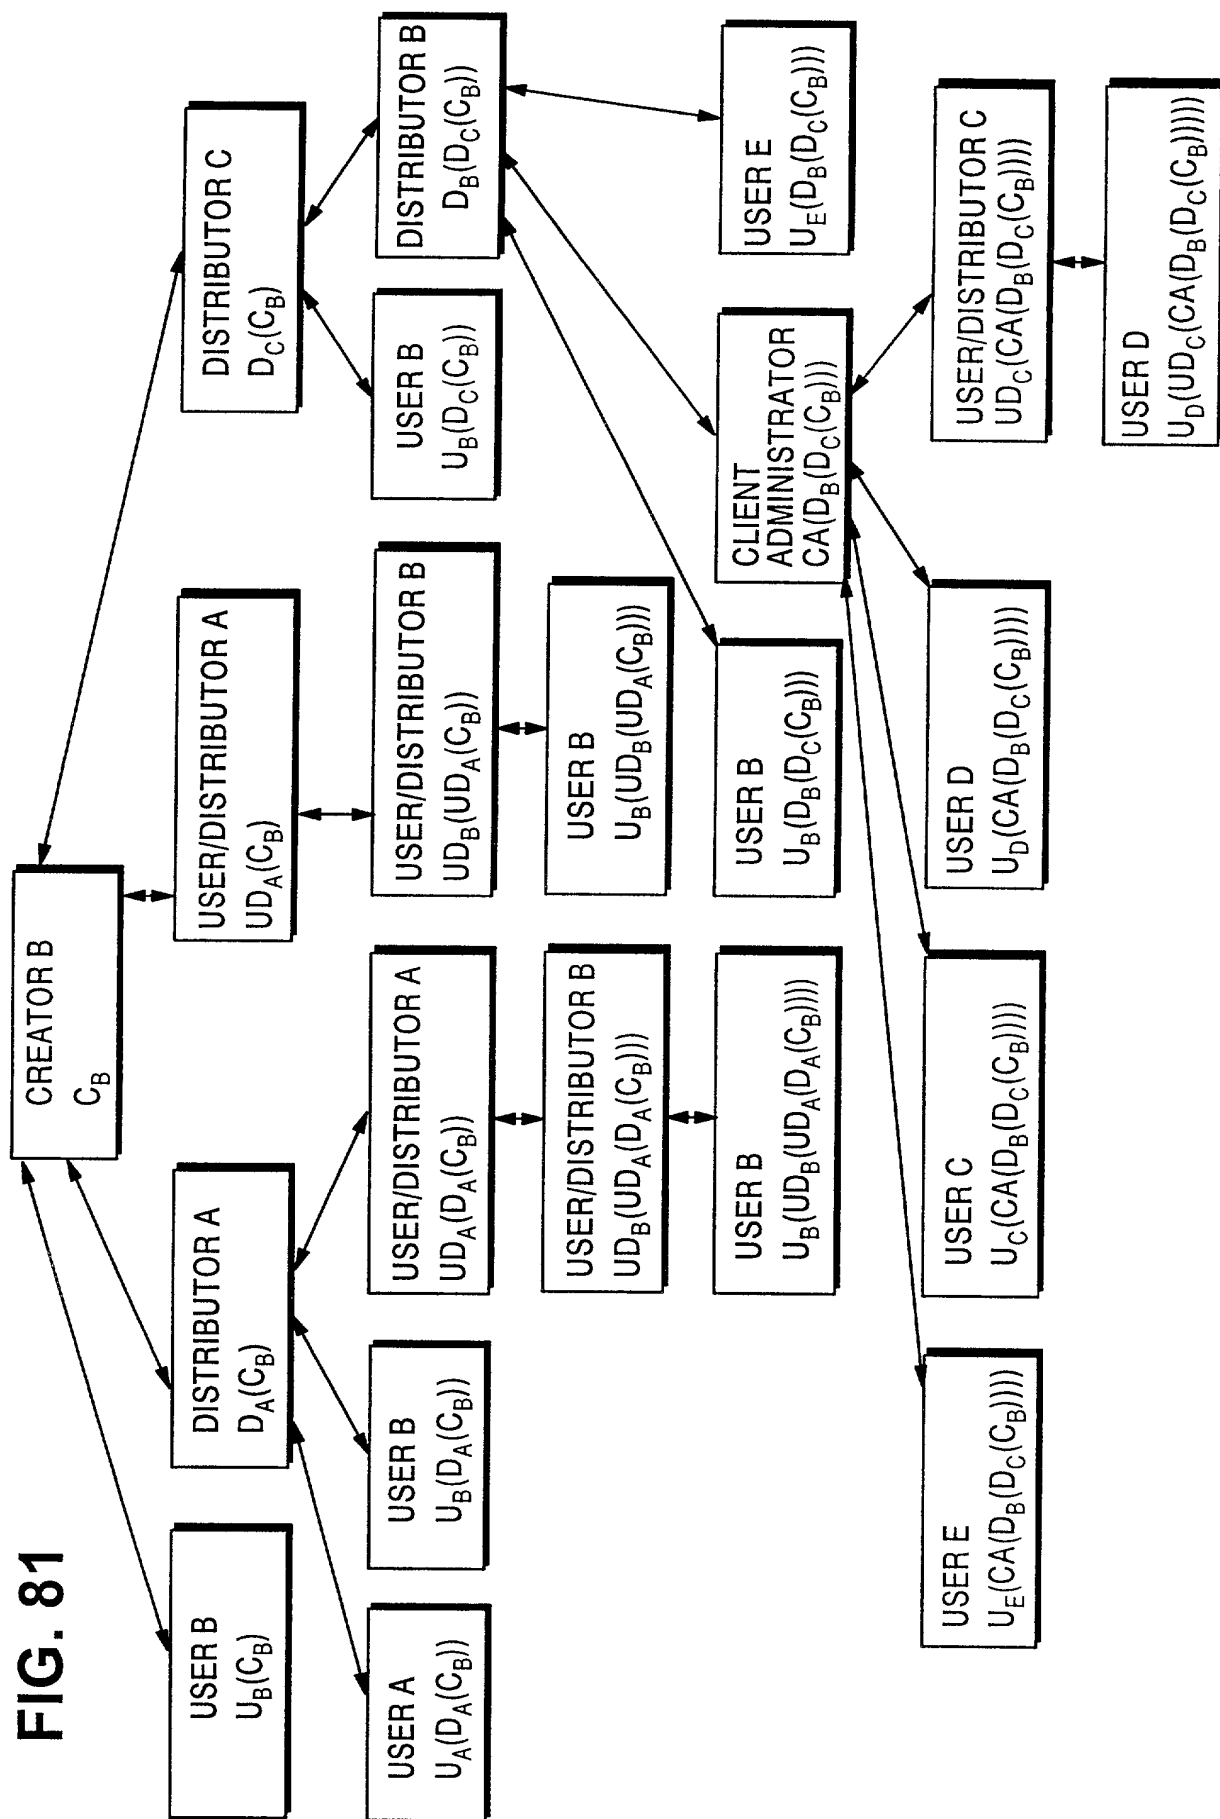 FIG. 81
CREATOR B
C_B
USER B
U_B(C_B)
DISTRIBUTOR A
D_A(C_B)
USER/DISTRIBUTOR A
UD_A(C_B)
DISTRIBUTOR C
D_C(C_B)
USER A
U_A(D_A(C_B))
USER B
U_B(D_A(C_B))
USER/DISTRIBUTOR A
UD_A(D_A(C_B))
USER/DISTRIBUTOR B
UD_B(UD_A(C_B))
USER B
U_B(D_C(C_B))
DISTRIBUTOR B
D_B(D_C(C_B))
USER/DISTRIBUTOR B
UD_B(UD_A(D_A(C_B)))
USER B
U_B(UD_B(UD_A(C_B)))
USER B
U_B(UD_B(UD_A(D_A(C_B))))
USER B
U_B(D_B(D_C(C_B)))
CLIENT
ADMINISTRATOR
CA(D_B(D_C(C_B)))
USER E
U_E(D_B(D_C(C_B)))
USER E
U_E(CA(D_B(D_C(C_B))))
USER C
U_C(CA(D_B(D_C(C_B))))
USER D
U_D(CA(D_B(D_C(C_B))))
USER/DISTRIBUTOR C
UD_C(CA(D_B(D_C(C_B))))
USER D
U_D(UD_C(CA(D_B(D_C(C_B)))))